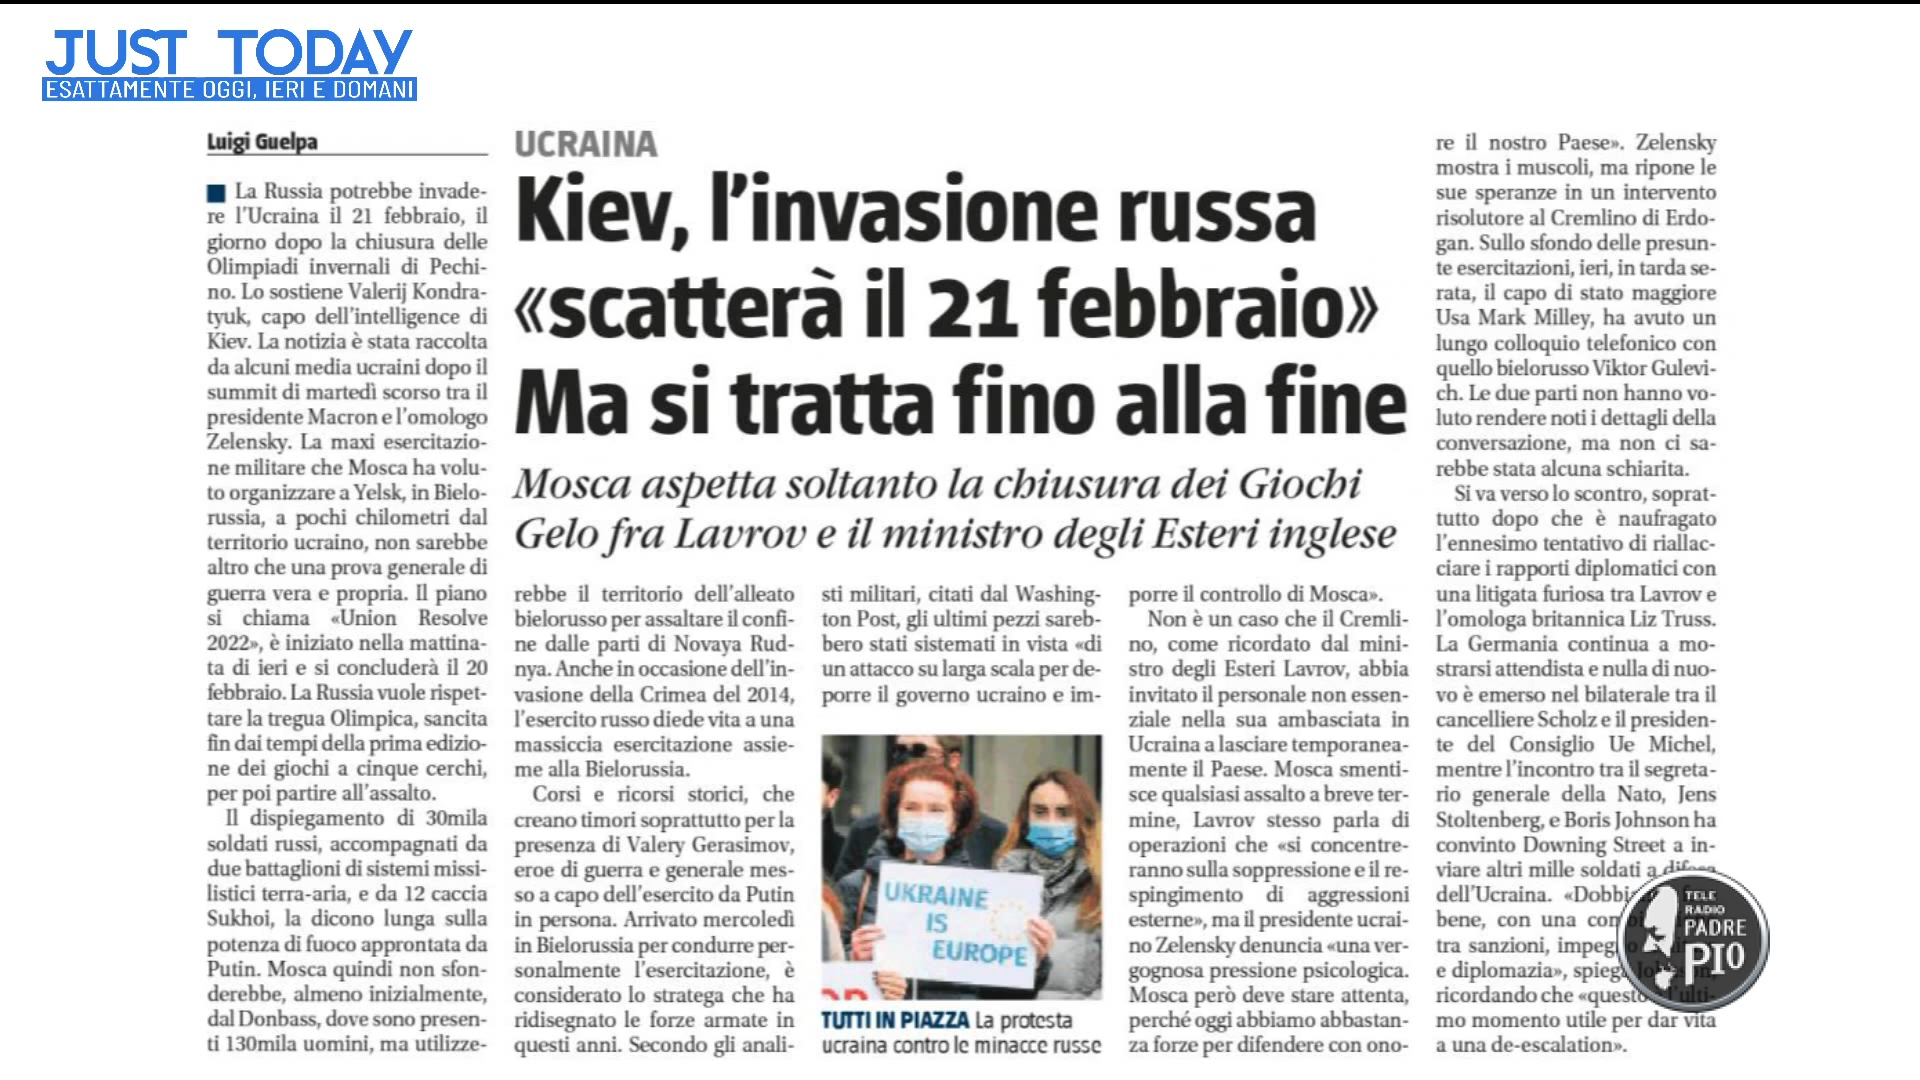 JUST TODAY
ESATTAMENTE OGGI, IERI E DOMANI
Luigi Guelpa
La Russia potrebbe invade-
re l'Ucraina il 21 febbraio, il
giorno dopo la chiusura delle
Olimpiadi invernali di Pechi-
no. Lo sostiene Valerij Kondra-
tyuk, capo dell'intelligence di
Kiev. La notizia è stata raccolta
da alcuni media ucraini dopo il
summit di martedì scorso tra il
presidente Macron e l'omologo
Zelensky. La maxi esercitazio-
ne militare che Mosca ha volu-
to organizzare a Yelsk, in Bielo-
russia, a pochi chilometri dal
territorio ucraino, non sarebbe
altro che una prova generale di
guerra vera e propria. Il piano
si chiama «Union Resolve
2022», è iniziato nella mattina-
ta di ieri e si concluderà il 20
febbraio. La Russia vuole rispet-
tare la tregua Olimpica, sancita
fin dai tempi della prima edizio-
ne dei giochi a cinque cerchi,
per poi partire all'assalto.
Il dispiegamento di 30mila
soldati russi, accompagnati da
due battaglioni di sistemi missi-
listici terra-aria, e da 12 caccia
Sukhoi, la dicono lunga sulla
potenza di fuoco approntata da
Putin. Mosca quindi non sfon-
derebbe, almeno inizialmente,
dal Donbass, dove sono presen-
ti 130mila uomini, ma utilizze-
UCRAINA
Kiev, l'invasione russa
«scatterà il 21 febbraio»
Ma si tratta fino alla fine
Mosca aspetta soltanto la chiusura dei Giochi
Gelo fra Lavrov e il ministro degli Esteri inglese
rebbe il territorio dell'alleato
bielorusso per assaltare il confi-
ne dalle parti di Novaya Rud-
nya. Anche in occasione dell'in-
vasione della Crimea del 2014,
l'esercito russo diede vita a una
massiccia esercitazione assie-
me alla Bielorussia.
Corsi e ricorsi storici, che
creano timori soprattutto per la
presenza di Valery Gerasimov,
eroe di guerra e generale mes-
so a capo dell'esercito da Putin
in persona. Arrivato mercoledì
in Bielorussia per condurre per-
sonalmente l'esercitazione, è
considerato lo stratega che ha
ridisegnato le forze armate in
questi anni. Secondo gli anali-
sti militari, citati dal Washing-
ton Post, gli ultimi pezzi sareb-
bero stati sistemati in vista «di
un attacco su larga scala per de-
porre il governo ucraino e im-
UKRAINE
IS
EUROPE
TUTTI IN PIAZZA La protesta
ucraina contro le minacce russe
porre il controllo di Mosca».
Non è un caso che il Cremli-
no, come ricordato dal mini-
stro degli Esteri Lavrov, abbia
invitato il personale non essen-
ziale nella sua ambasciata in
Ucraina a lasciare temporanea-
mente il Paese. Mosca smenti-
sce qualsiasi assalto a breve ter-
mine, Lavrov stesso parla di
operazioni che «si concentre-
ranno sulla soppressione e il re-
spingimento di aggressioni
esterne», ma il presidente ucrai-
no Zelensky denuncia «una ver-
gognosa pressione psicologica.
Mosca però deve stare attenta,
perché oggi abbiamo abbastan-
za forze per difendere con ono-
re il nostro Paese». Zelensky
mostra i muscoli, ma ripone le
sue speranze in un intervento
risolutore al Cremlino di Erdo-
gan. Sullo sfondo delle presun-
te esercitazioni, ieri, in tarda se-
rata, il capo di stato maggiore
Usa Mark Milley, ha avuto un
lungo colloquio telefonico con
quello bielorusso Viktor Gulevi-
ch. Le due parti non hanno vo-
luto rendere noti i dettagli della
conversazione, ma non ci sa-
rebbe stata alcuna schiarita.
Si va verso lo scontro, soprat-
tutto dopo che è naufragato
l'ennesimo tentativo di riallac-
ciare i rapporti diplomatici con
una litigata furiosa tra Lavrov e
l'omologa britannica Liz Truss.
La Germania continua a mo-
strarsi attendista e nulla di nuo-
vo è emerso nel bilaterale tra il
cancelliere Scholz e il presiden-
te del Consiglio Ue Michel,
mentre l'incontro tra il segreta-
rio generale della Nato, Jens
Stoltenberg, e Boris Johnson ha
convinto Downing Street a in-
viare altri mille soldati a difesa
dell'Ucraina.
bene, con una
tra sanzioni,
e diplomazia»,
ricordando che «questo l'ulti-
mo momento utile per dar vita
a una de-escalation».
TELE
RADIO
PADRE
PIO